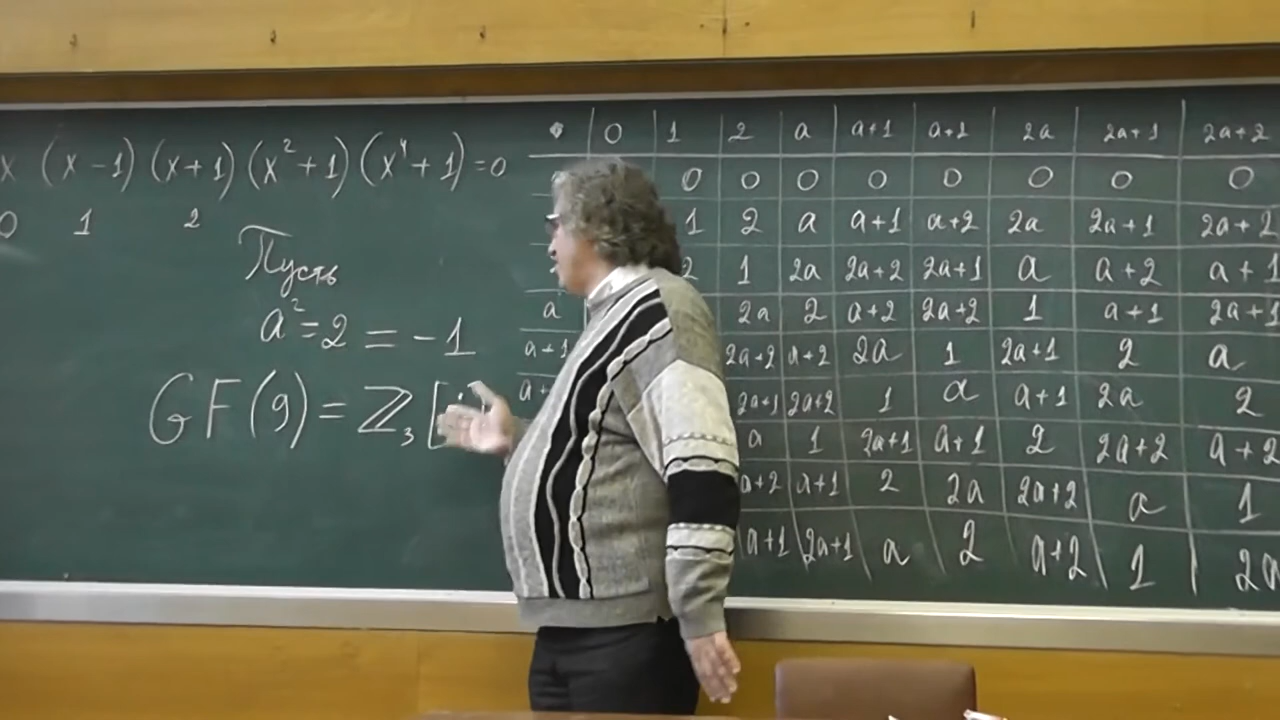 x (x - 1) (x + 1) (x² + 1) (x⁴ + 1) = 0
0 1 2
Пусть
a² = 2 = -1
GF(9) = ℤ₃[
0 1 2 a a+1 a+2 2a 2a+1 2a+2
0 0 0 0 0 0 0 0
1 2 a a+1 a+2 2a 2a+1 2a+2
2 1 2a 2a+2 2a+1 a a+2 a+1
a 2a 2 a+2 2a+2 1 a+1 2a+1
a+1 2a+2 a+2 2a 1 2a+1 2 a
a+ 2a+1 2a+2 1 a a+1 2a 2
a 1 2a+1 a+1 2 2a+2 a+2
a+2 a+1 2 2a 2a+2 a 1
a+1 2a+1 a 2 a+2 1 2a